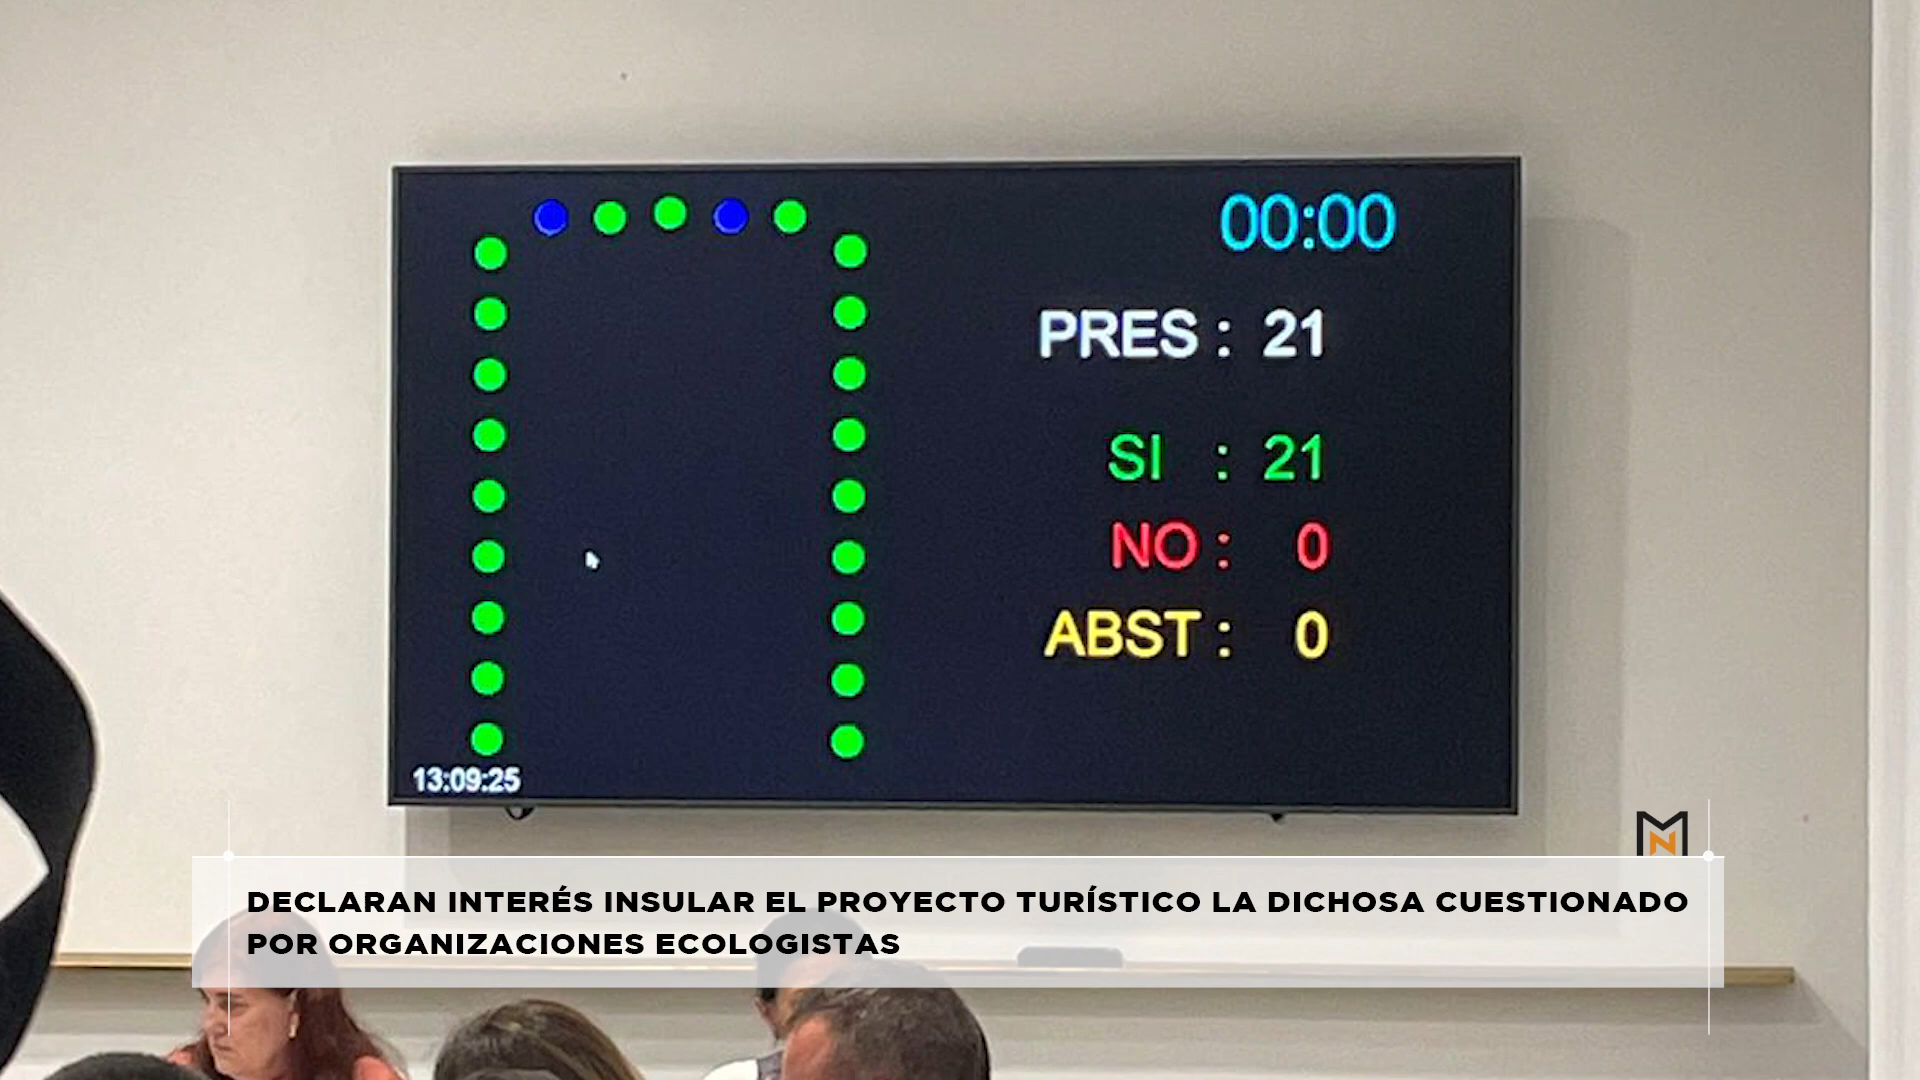 00:00
PRES : 21
SI : 21
NO : 0
ABST : 0
13:09:25
DECLARAN INTERÉS INSULAR EL PROYECTO TURÍSTICO LA DICHOSA CUESTIONADO
POR ORGANIZACIONES ECOLOGISTAS